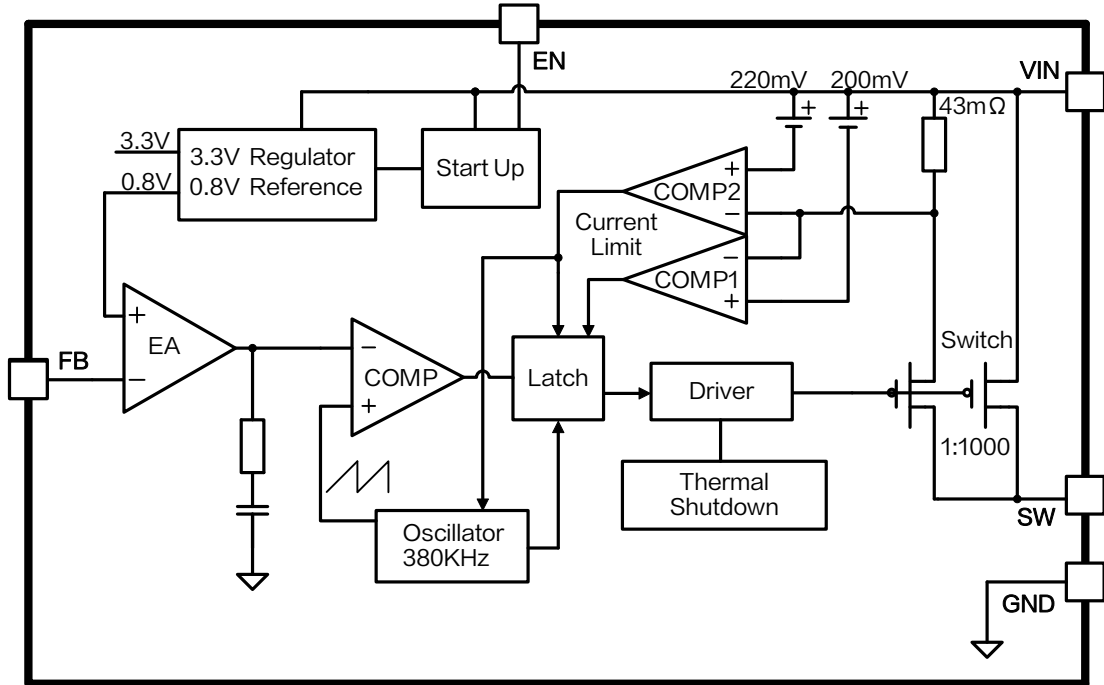 EN
VIN
220mV
200mV
43mΩ
3.3V
3.3V Regulator
0.8V
0.8V Reference
Start Up
+
+
+
COMP2
−
Current
Limit
−
COMP1
+
+
EA
−
FB
−
COMP
+
Latch
Driver
Switch
1:1000
Thermal
Shutdown
Oscillator
380KHz
SW
GND